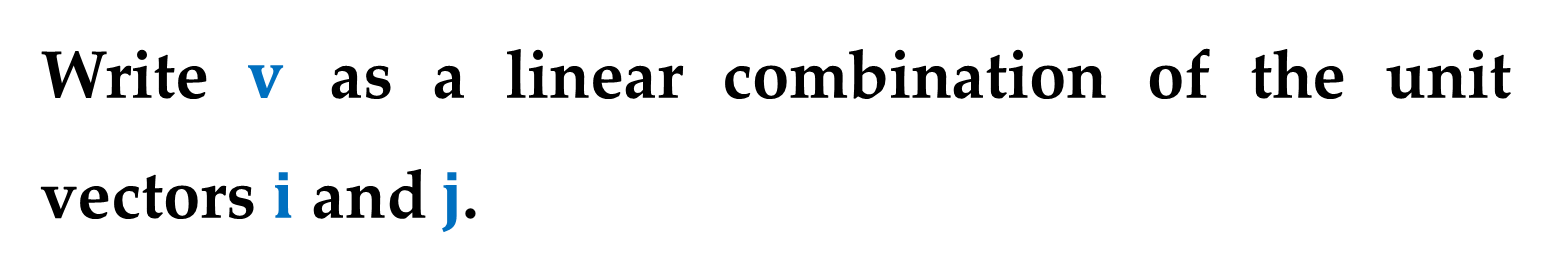 Write v as a linear combination of the unit
vectors i and j.